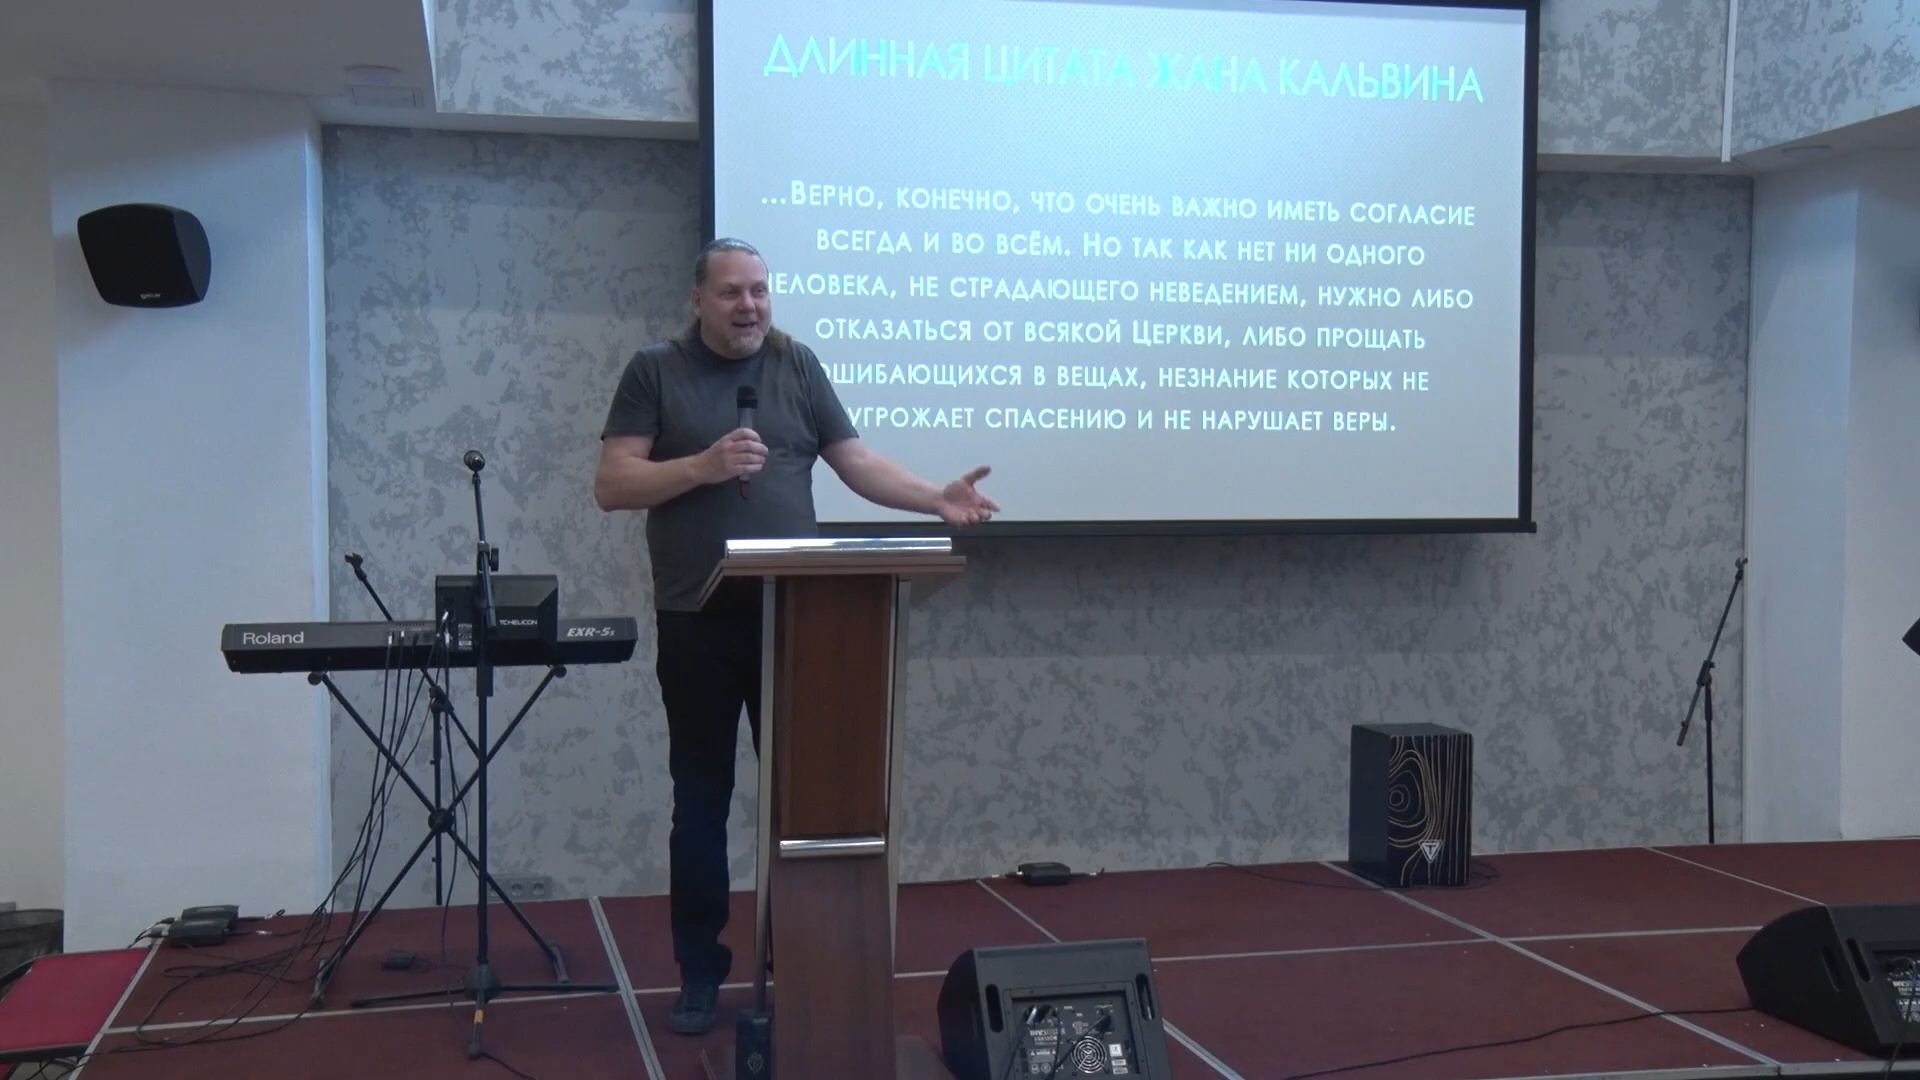 ДЛИННАЯ ЦИТАТА ЖАНА КАЛЬВИНА
...ВЕРНО, КОНЕЧНО, ЧТО ОЧЕНЬ ВАЖНО ИМЕТЬ СОГЛАСИЕ
ВСЕГДА И ВО ВСЁМ. НО ТАК КАК НЕТ НИ ОДНОГО
ЧЕЛОВЕКА, НЕ СТРАДАЮЩЕГО НЕВЕДЕНИЕМ, НУЖНО ЛИБО
ОТКАЗАТЬСЯ ОТ ВСЯКОЙ ЦЕРКВИ, ЛИБО ПРОЩАТЬ
ОШИБАЮЩИХСЯ В ВЕЩАХ, НЕЗНАНИЕ КОТОРЫХ НЕ
УГРОЖАЕТ СПАСЕНИЮ И НЕ НАРУШАЕТ ВЕРЫ.
Roland
TC HELICON
EXR-5s